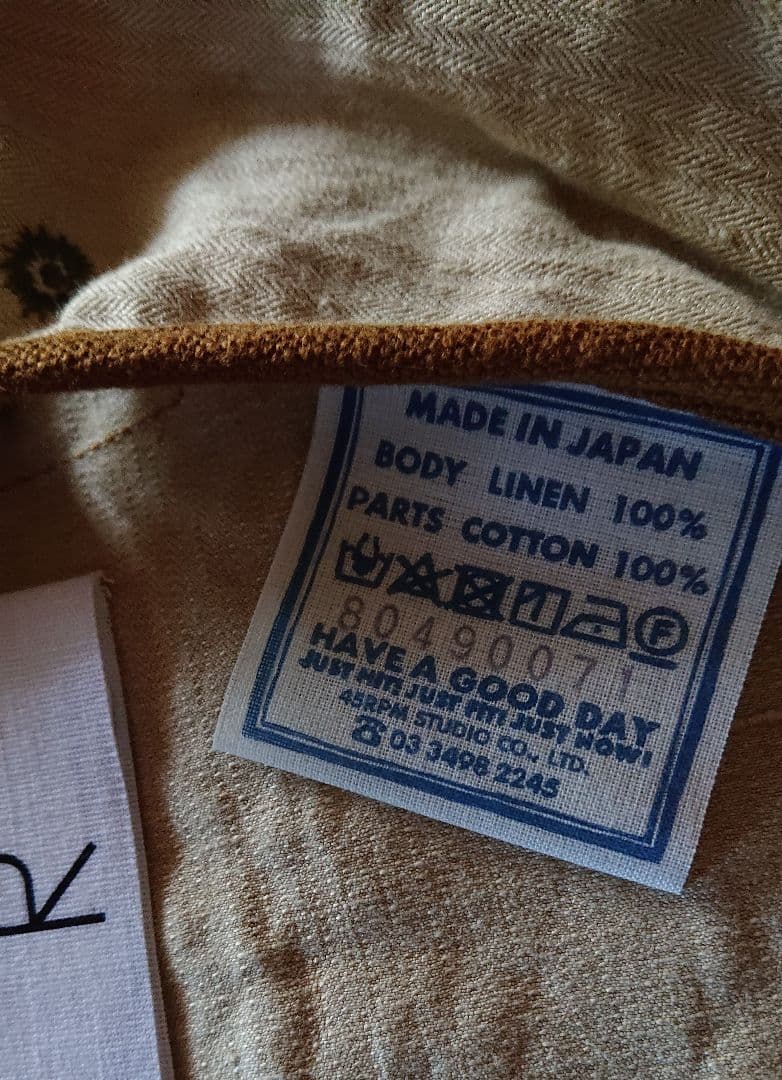 MADE IN JAPAN
BODY LINEN 100%
PARTS COTTON 100%
F
80490071
HAVE A GOOD DAY
JUST HIT! JUST FIT! JUST NOW!
45RPM STUDIO CO., LTD.
☎ 03 3498 2245
R